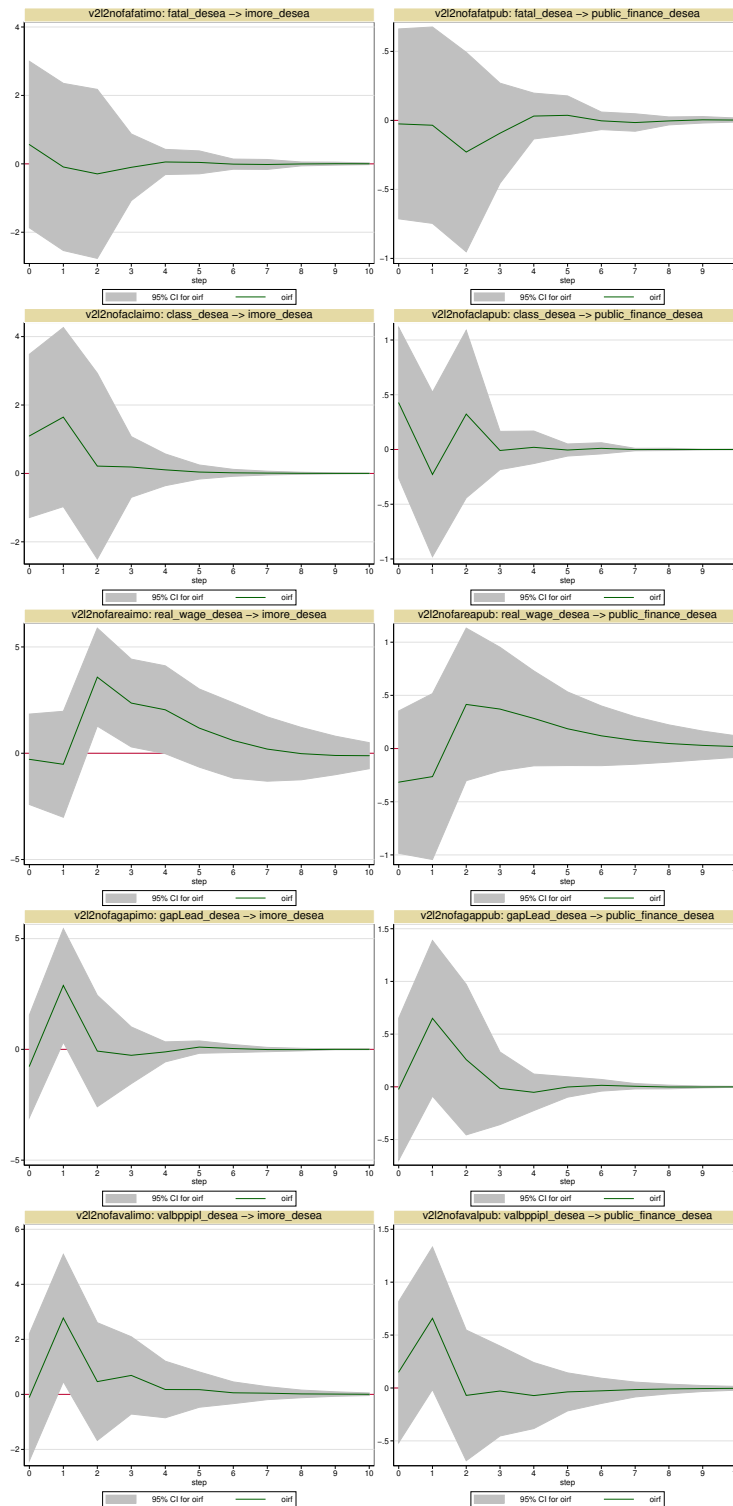 v2l2nofafatimo: fatal_desea −> imore_desea
4
2
0
−2
0 1 2 3 4 5 6 7 8 9 10
step
95% CI for oirf oirf
v2l2nofafatpub: fatal_desea −> public_finance_desea
.5
0
−.5
−1
0 1 2 3 4 5 6 7 8 9
step
95% CI for oirf oirf
v2l2nofaclaimo: class_desea −> imore_desea
4
2
0
−2
0 1 2 3 4 5 6 7 8 9 10
step
95% CI for oirf oirf
v2l2nofaclapub: class_desea −> public_finance_desea
1
.5
0
−.5
−1
0 1 2 3 4 5 6 7 8 9
step
95% CI for oirf oirf
v2l2nofareaimo: real_wage_desea −> imore_desea
5
0
−5
0 1 2 3 4 5 6 7 8 9 10
step
95% CI for oirf oirf
v2l2nofareapub: real_wage_desea −> public_finance_desea
1
.5
0
−.5
−1
0 1 2 3 4 5 6 7 8 9
step
95% CI for oirf oirf
v2l2nofagapimo: gapLead_desea −> imore_desea
5
0
−5
0 1 2 3 4 5 6 7 8 9 10
step
95% CI for oirf oirf
v2l2nofagappub: gapLead_desea −> public_finance_desea
1.5
1
.5
0
−.5
0 1 2 3 4 5 6 7 8 9
step
95% CI for oirf oirf
v2l2nofavalimo: valbppipl_desea −> imore_desea
6
4
2
0
−2
0 1 2 3 4 5 6 7 8 9 10
step
95% CI for oirf oirf
v2l2nofavalpub: valbppipl_desea −> public_finance_desea
1.5
1
.5
0
−.5
0 1 2 3 4 5 6 7 8 9
step
95% CI for oirf oirf